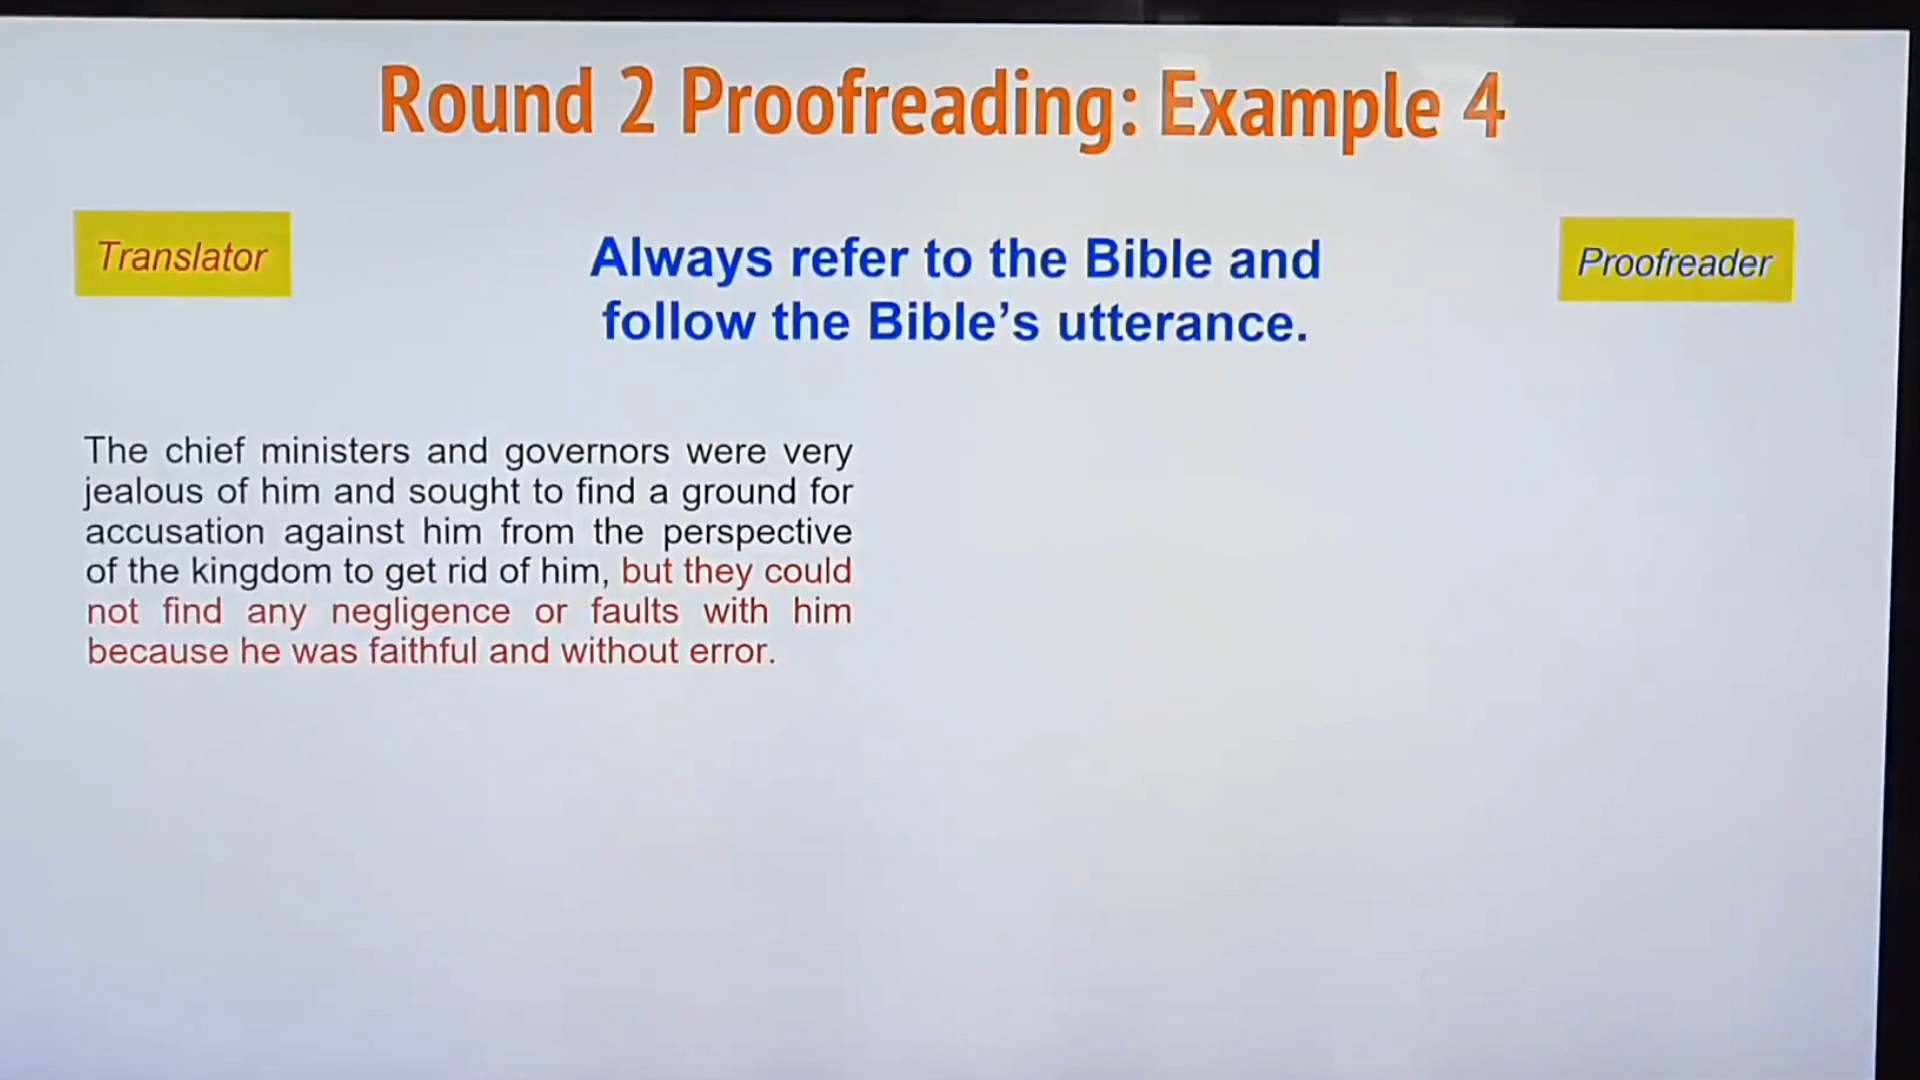 Round 2 Proofreading: Example 4
Translator
Always refer to the Bible and
follow the Bible's utterance.
Proofreader
The chief ministers and governors were very
jealous of him and sought to find a ground for
accusation against him from the perspective
of the kingdom to get rid of him, but they could
not find any negligence or faults with him
because he was faithful and without error.